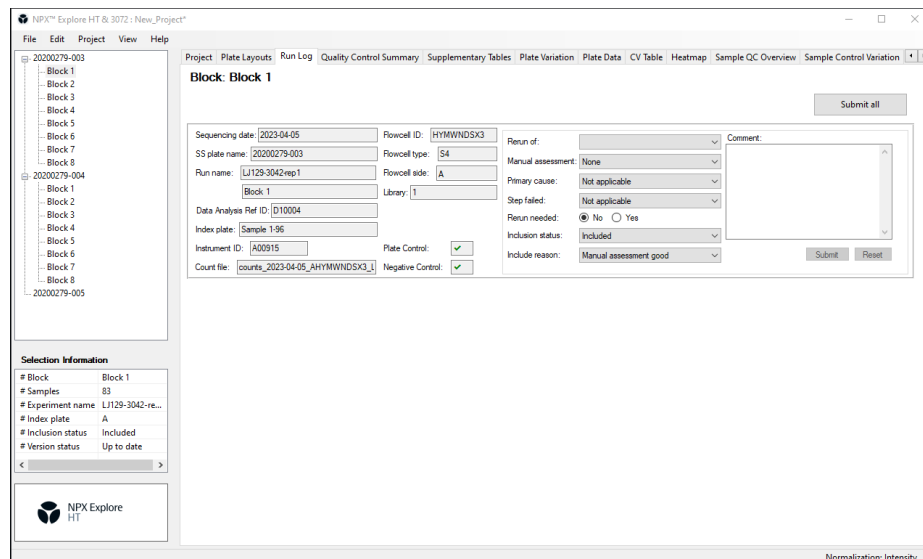 NPX™ Explore HT & 3072 : New_Project*
File Edit Project View Help
20200279-003
Block 1
Block 2
Block 3
Block 4
Block 5
Block 6
Block 7
Block 8
20200279-004
Block 1
Block 2
Block 3
Block 4
Block 5
Block 6
Block 7
Block 8
20200279-005
Selection Information
# Block Block 1
# Samples 83
# Experiment name LJ129-3042-re...
# Index plate A
# Inclusion status Included
# Version status Up to date
NPX Explore
HT
Project Plate Layouts Run Log Quality Control Summary Supplementary Tables Plate Variation Plate Data CV Table Heatmap Sample QC Overview Sample Control Variation
Block: Block 1
Submit all
Sequencing date: 2023-04-05
SS plate name: 20200279-003
Run name: LJ129-3042-rep1
Block 1
Data Analysis Ref ID: D10004
Index plate: Sample 1-96
Instrument ID: A00915
Count file: counts_2023-04-05_AHYMWNDSX3_L
Flowcell ID: HYMWNDSX3
Flowcell type: S4
Flowcell side: A
Library: 1
Plate Control:
Negative Control:
Rerun of:
Manual assessment: None
Primary cause: Not applicable
Step failed: Not applicable
Rerun needed: No Yes
Inclusion status: Included
Include reason: Manual assessment good
Comment:
Submit Reset
Normalization: Intensity